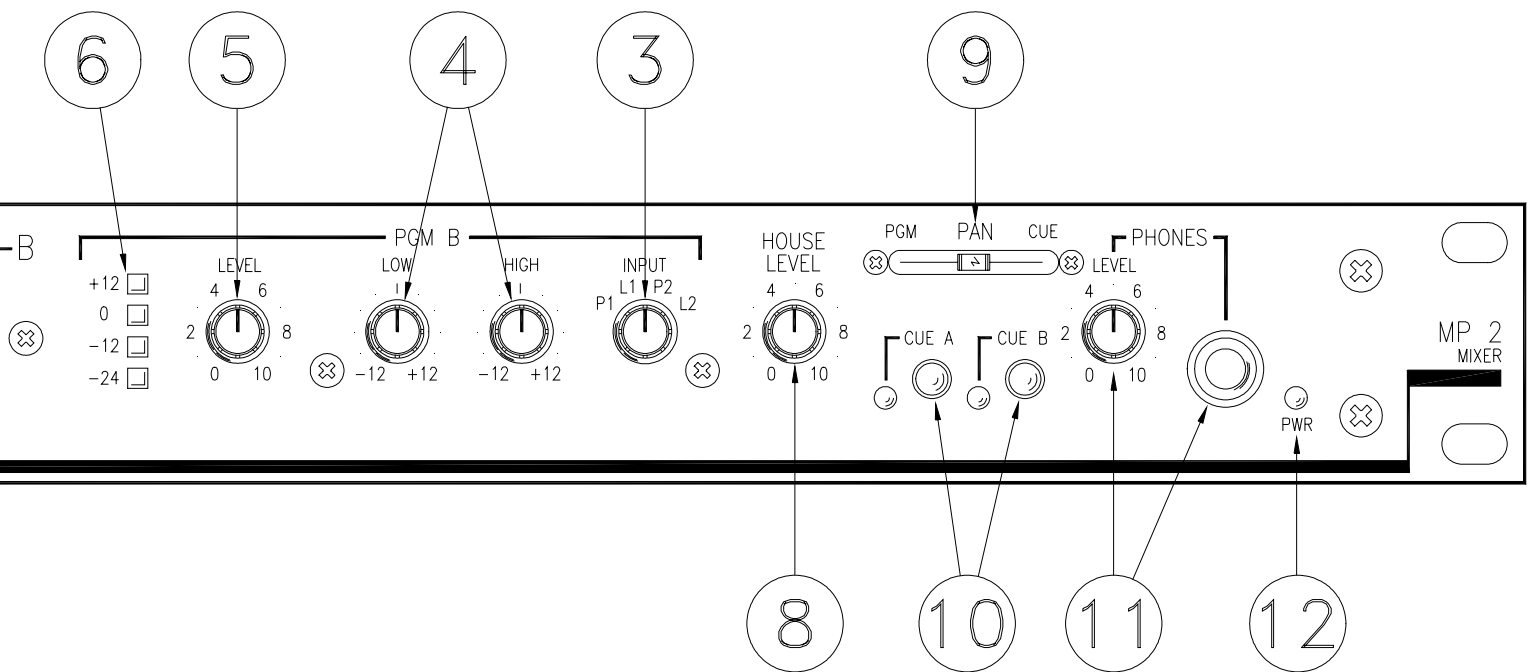 6 5 4 3 9
B
PGM B
LEVEL
LOW
HIGH
INPUT
+12
0
-12
-24
4 6
2 8
0 10
-12 +12
-12 +12
L1 P2
P1 L2
HOUSE
LEVEL
4 6
2 8
0 10
PGM PAN CUE
CUE A
CUE B
PHONES
LEVEL
4 6
2 8
0 10
PWR
MP 2
MIXER
8 10 11 12